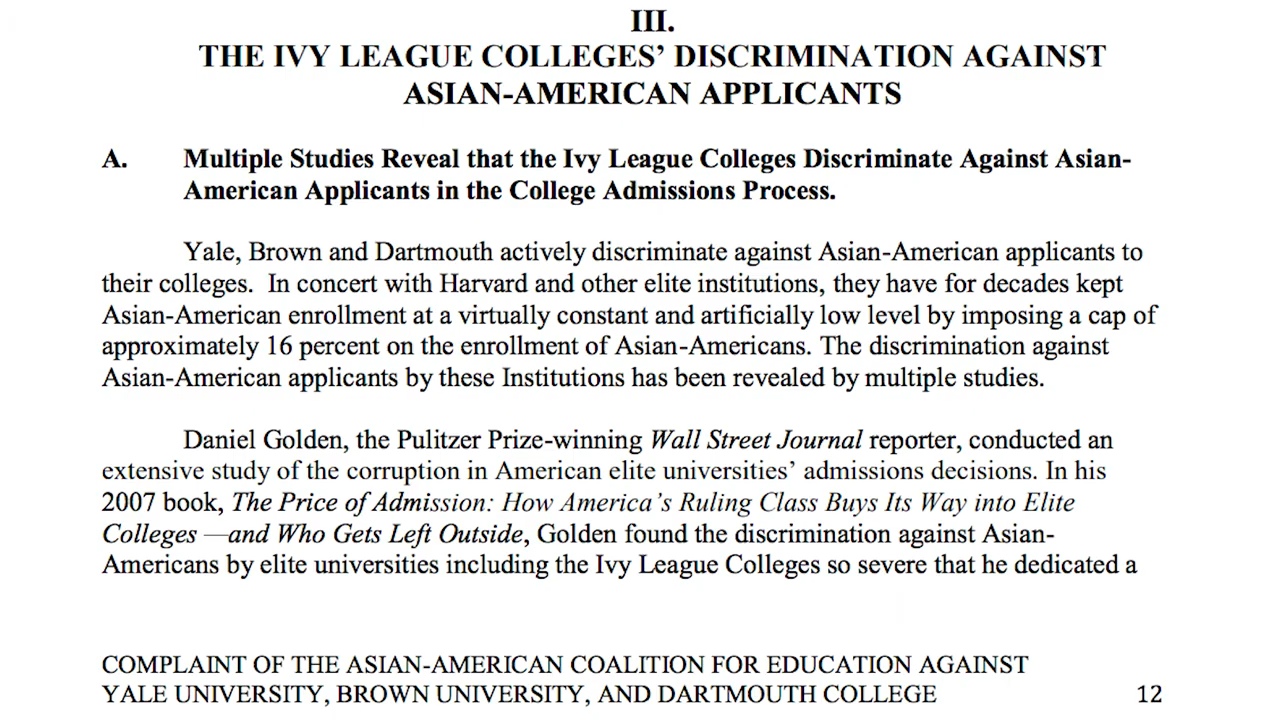 III.
THE IVY LEAGUE COLLEGES’ DISCRIMINATION AGAINST
ASIAN-AMERICAN APPLICANTS
A. Multiple Studies Reveal that the Ivy League Colleges Discriminate Against Asian-
American Applicants in the College Admissions Process.
Yale, Brown and Dartmouth actively discriminate against Asian-American applicants to
their colleges. In concert with Harvard and other elite institutions, they have for decades kept
Asian-American enrollment at a virtually constant and artificially low level by imposing a cap of
approximately 16 percent on the enrollment of Asian-Americans. The discrimination against
Asian-American applicants by these Institutions has been revealed by multiple studies.
Daniel Golden, the Pulitzer Prize-winning Wall Street Journal reporter, conducted an
extensive study of the corruption in American elite universities’ admissions decisions. In his
2007 book, The Price of Admission: How America’s Ruling Class Buys Its Way into Elite
Colleges —and Who Gets Left Outside, Golden found the discrimination against Asian-
Americans by elite universities including the Ivy League Colleges so severe that he dedicated a
COMPLAINT OF THE ASIAN-AMERICAN COALITION FOR EDUCATION AGAINST
YALE UNIVERSITY, BROWN UNIVERSITY, AND DARTMOUTH COLLEGE 12